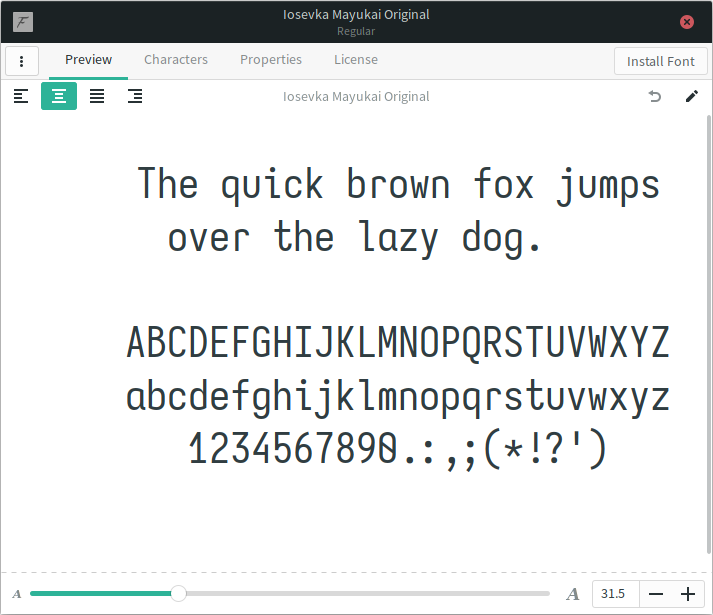 Iosevka Mayukai Original
Regular
Preview Characters Properties License Install Font
Iosevka Mayukai Original
The quick brown fox jumps
over the lazy dog.
ABCDEFGHIJKLMNOPQRSTUVWXYZ
abcdefghijklmnopqrstuvwxyz
1234567890.:,;(*!?')
A A 31.5